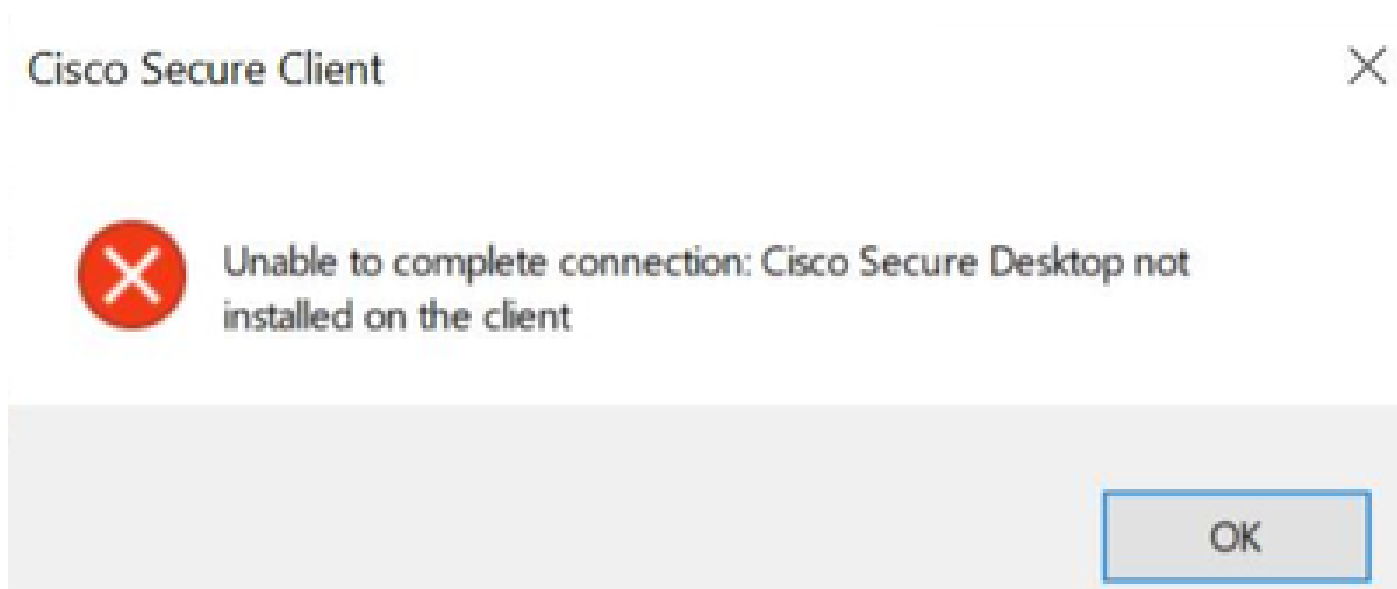 Cisco Secure Client
Unable to complete connection: Cisco Secure Desktop not
installed on the client
OK